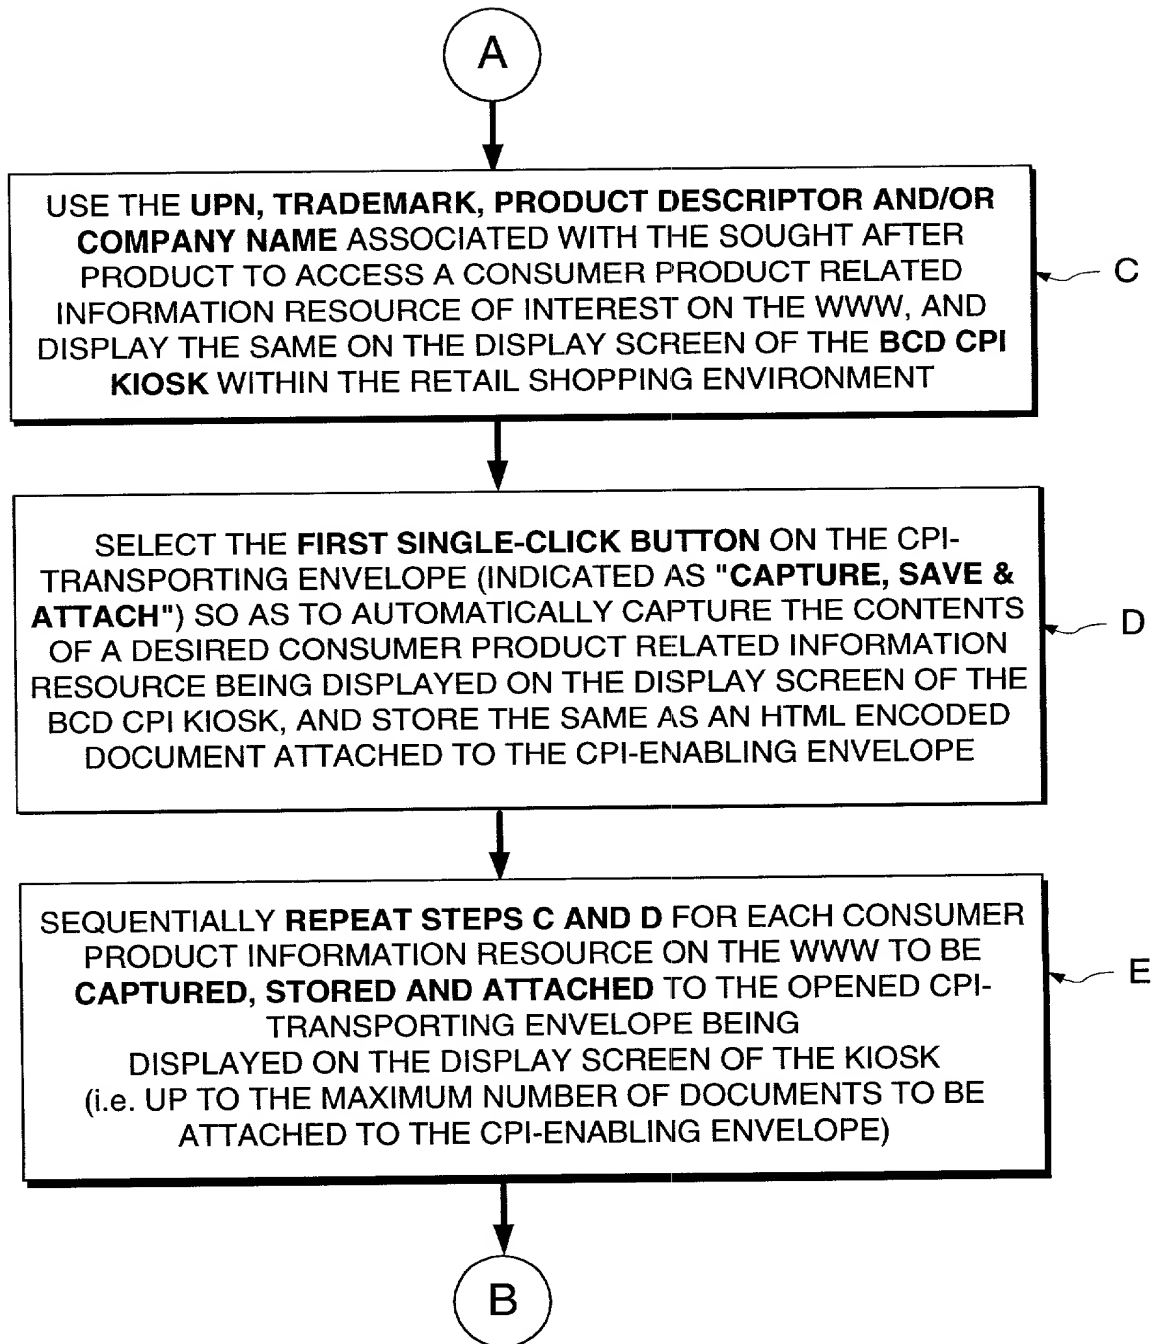 A
USE THE UPN, TRADEMARK, PRODUCT DESCRIPTOR AND/OR
COMPANY NAME ASSOCIATED WITH THE SOUGHT AFTER
PRODUCT TO ACCESS A CONSUMER PRODUCT RELATED
INFORMATION RESOURCE OF INTEREST ON THE WWW, AND
DISPLAY THE SAME ON THE DISPLAY SCREEN OF THE BCD CPI
KIOSK WITHIN THE RETAIL SHOPPING ENVIRONMENT
C
SELECT THE FIRST SINGLE-CLICK BUTTON ON THE CPI-
TRANSPORTING ENVELOPE (INDICATED AS "CAPTURE, SAVE &
ATTACH") SO AS TO AUTOMATICALLY CAPTURE THE CONTENTS
OF A DESIRED CONSUMER PRODUCT RELATED INFORMATION
RESOURCE BEING DISPLAYED ON THE DISPLAY SCREEN OF THE
BCD CPI KIOSK, AND STORE THE SAME AS AN HTML ENCODED
DOCUMENT ATTACHED TO THE CPI-ENABLING ENVELOPE
D
SEQUENTIALLY REPEAT STEPS C AND D FOR EACH CONSUMER
PRODUCT INFORMATION RESOURCE ON THE WWW TO BE
CAPTURED, STORED AND ATTACHED TO THE OPENED CPI-
TRANSPORTING ENVELOPE BEING
DISPLAYED ON THE DISPLAY SCREEN OF THE KIOSK
(i.e. UP TO THE MAXIMUM NUMBER OF DOCUMENTS TO BE
ATTACHED TO THE CPI-ENABLING ENVELOPE)
E
B